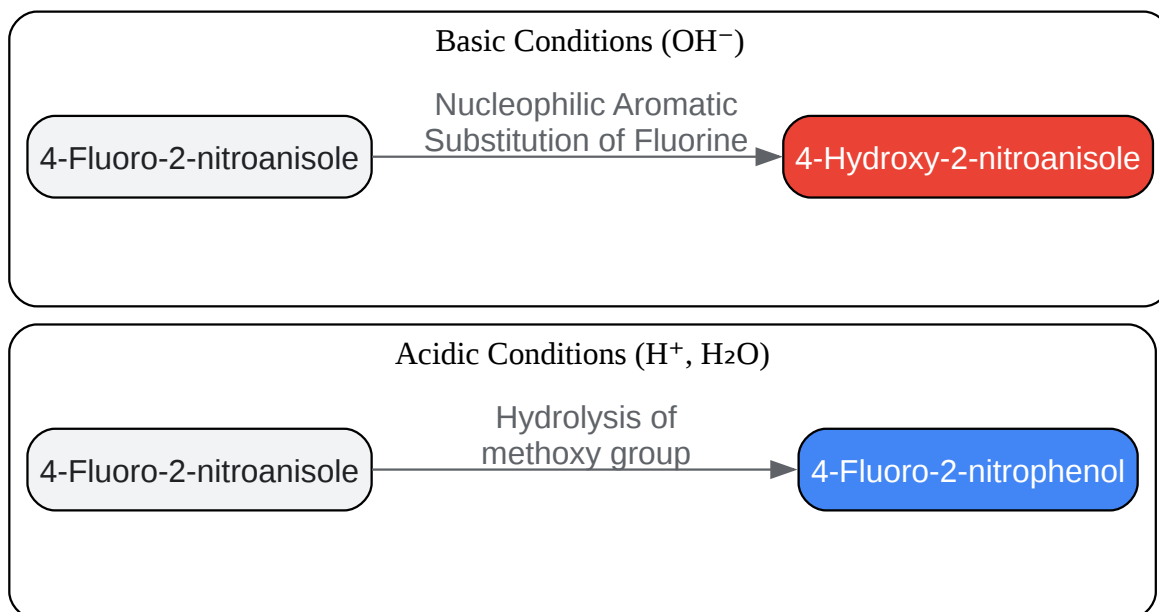 Basic Conditions (OH⁻)
Nucleophilic Aromatic
Substitution of Fluorine
4-Fluoro-2-nitroanisole
4-Hydroxy-2-nitroanisole
Acidic Conditions (H⁺, H₂O)
Hydrolysis of
methoxy group
4-Fluoro-2-nitroanisole
4-Fluoro-2-nitrophenol